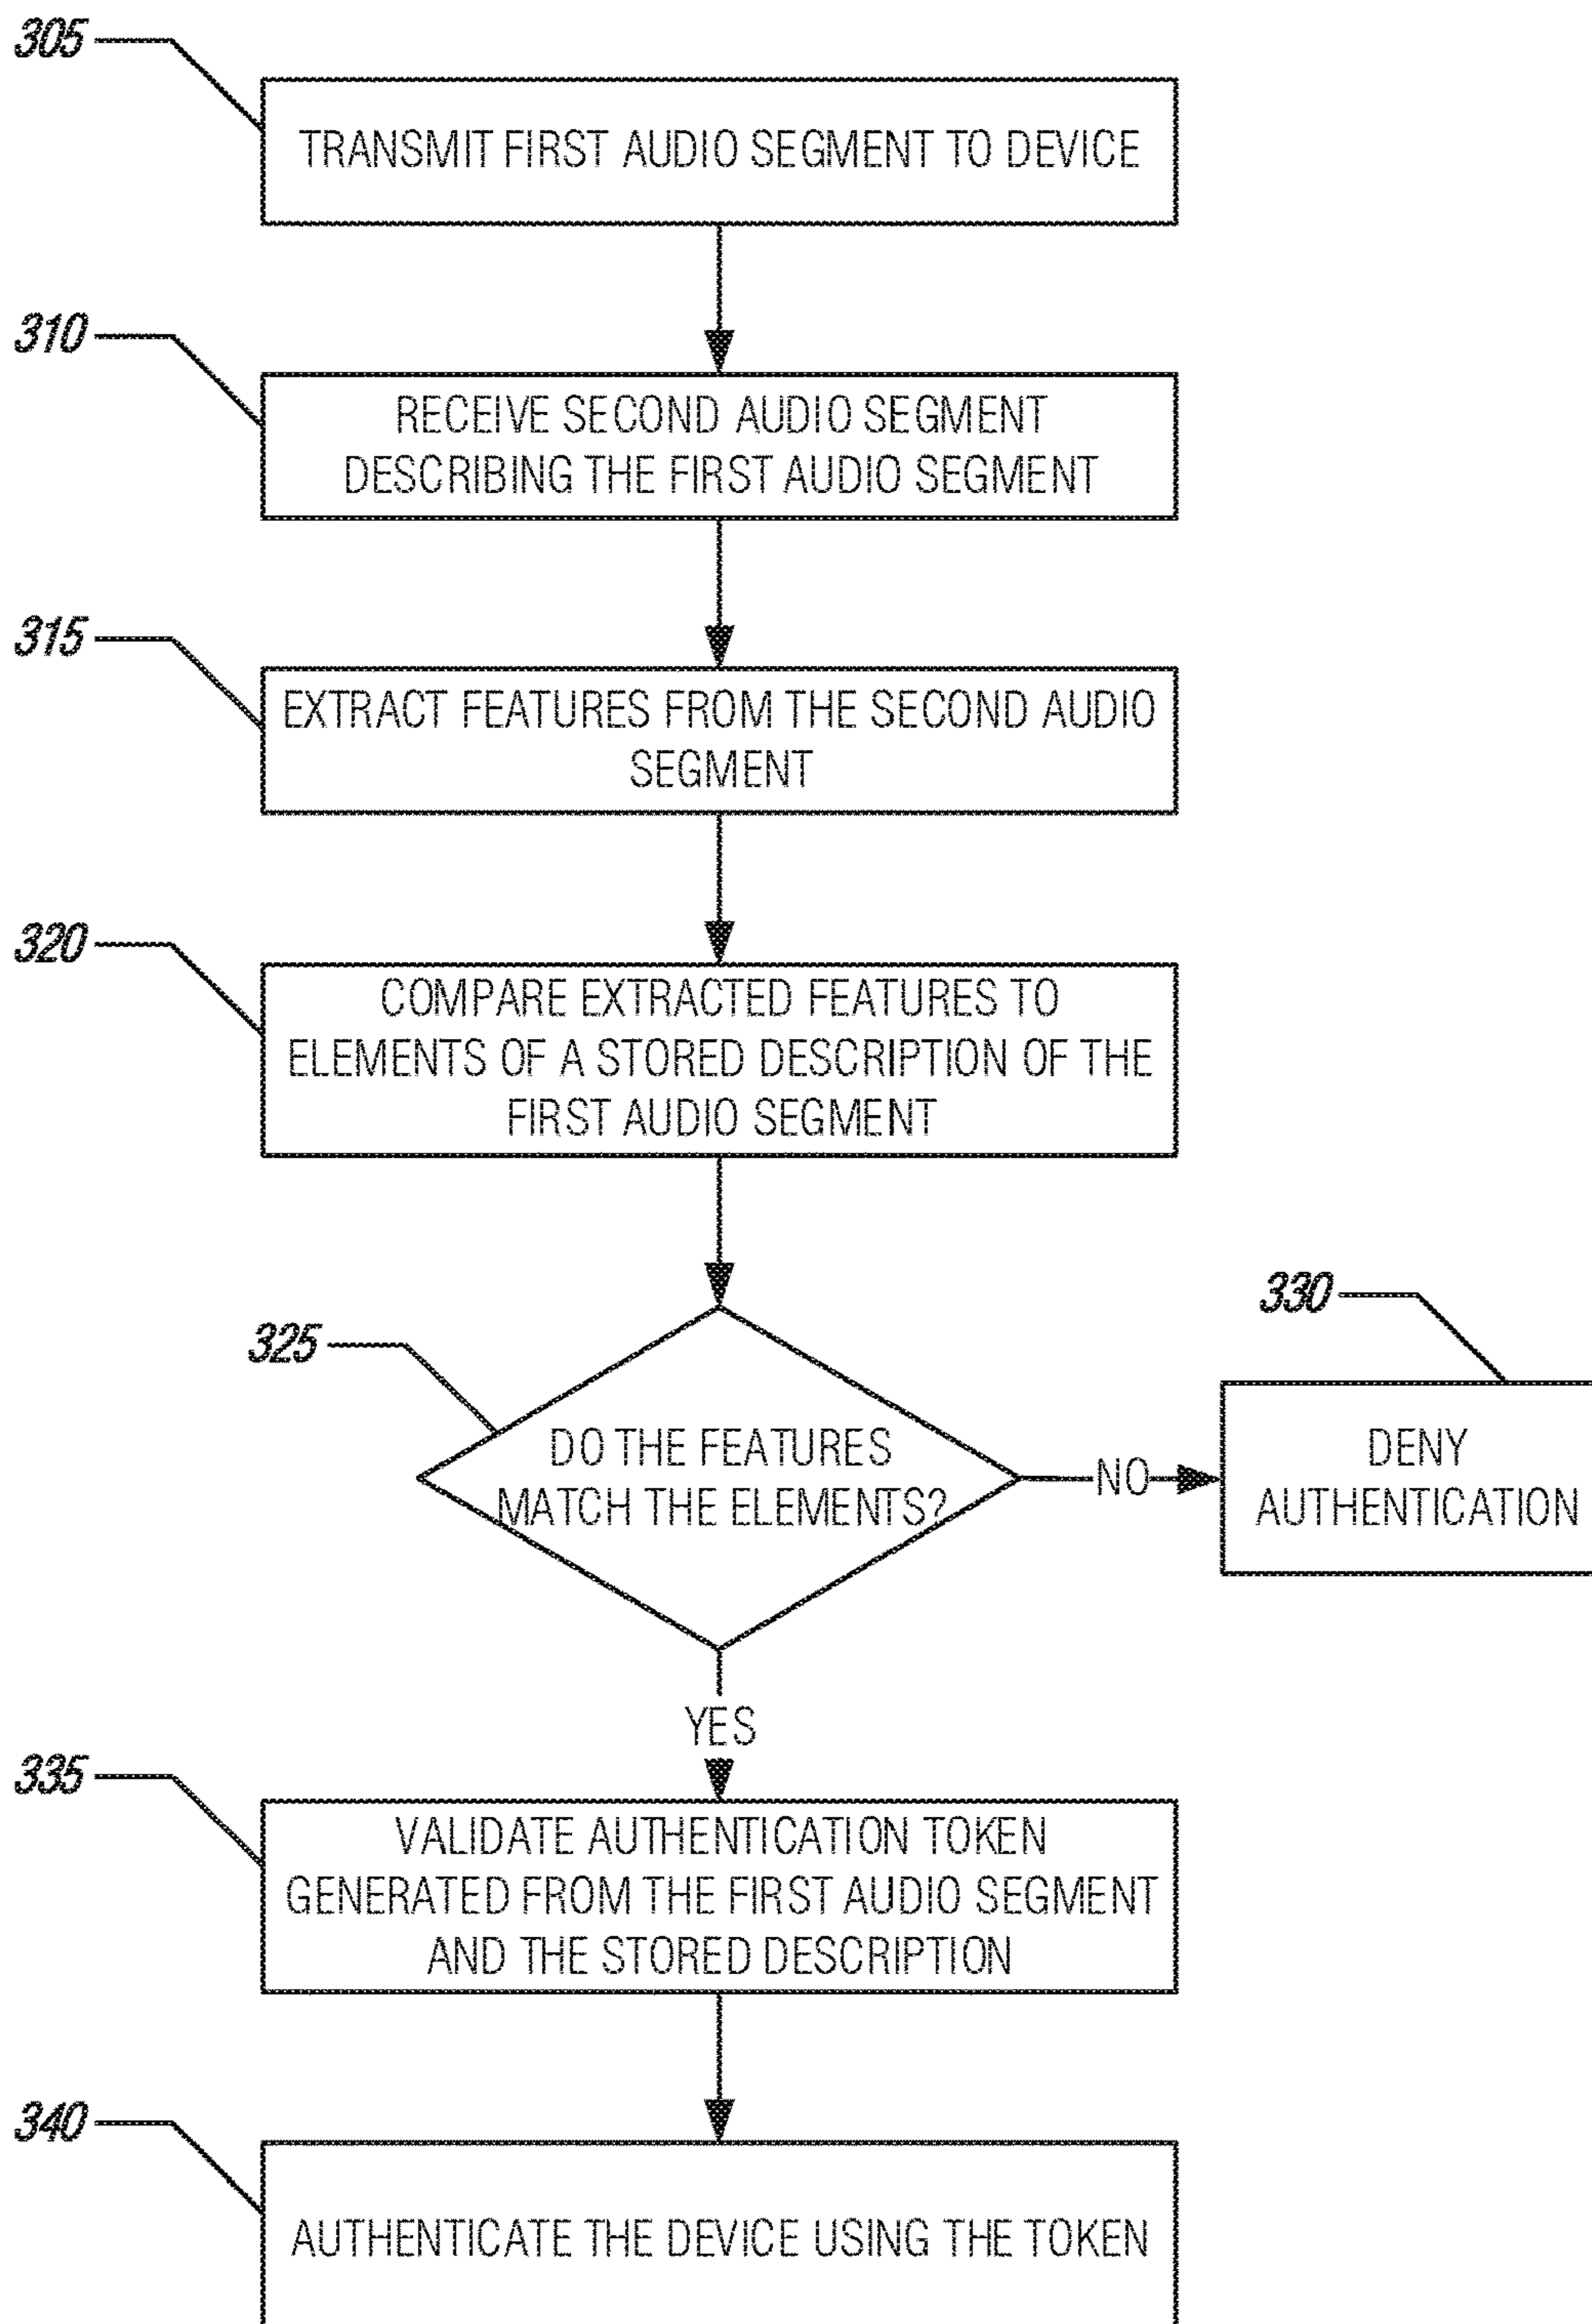 305
TRANSMIT FIRST AUDIO SEGMENT TO DEVICE
310
RECEIVE SECOND AUDIO SEGMENT
DESCRIBING THE FIRST AUDIO SEGMENT
315
EXTRACT FEATURES FROM THE SECOND AUDIO
SEGMENT
320
COMPARE EXTRACTED FEATURES TO
ELEMENTS OF A STORED DESCRIPTION OF THE
FIRST AUDIO SEGMENT
325
DO THE FEATURES
MATCH THE ELEMENTS?
NO
330
DENY
AUTHENTICATION
YES
335
VALIDATE AUTHENTICATION TOKEN
GENERATED FROM THE FIRST AUDIO SEGMENT
AND THE STORED DESCRIPTION
340
AUTHENTICATE THE DEVICE USING THE TOKEN